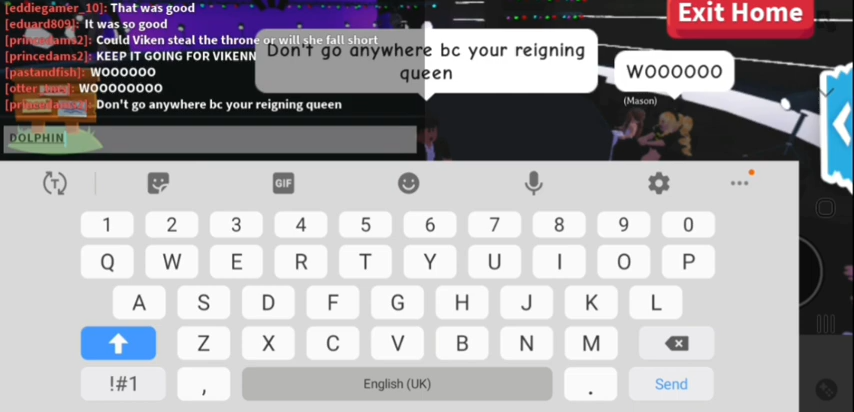 [eddiegamer_10]: That was good
[eduard809]: It was so good
[princedams2]: Could Viken steal the throne or will she fall short
[princedams2]: KEEP IT GOING FOR VIKENN
[pastandfish]: WOOOOOO
WOOOOOOOO
Don't go anywhere bc your reigning queen
DOLPHIN
Don't go anywhere bc your reigning
queen
WOOOOOO
(Mason)
Exit Home
T
GIF
1 2 3 4 5 6 7 8 9 0
Q W E R T Y U I O P
A S D F G H J K L
Z X C V B N M
!#1 , English (UK) . Send